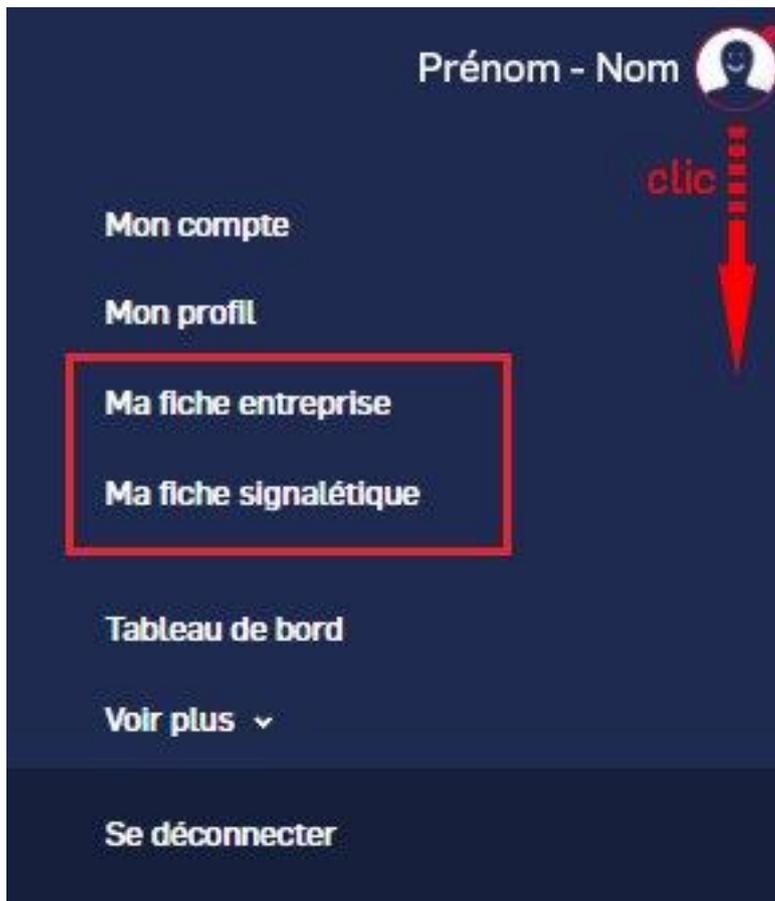 Prénom - Nom
clic
Mon compte
Mon profil
Ma fiche entreprise
Ma fiche signalétique
Tableau de bord
Voir plus
Se déconnecter